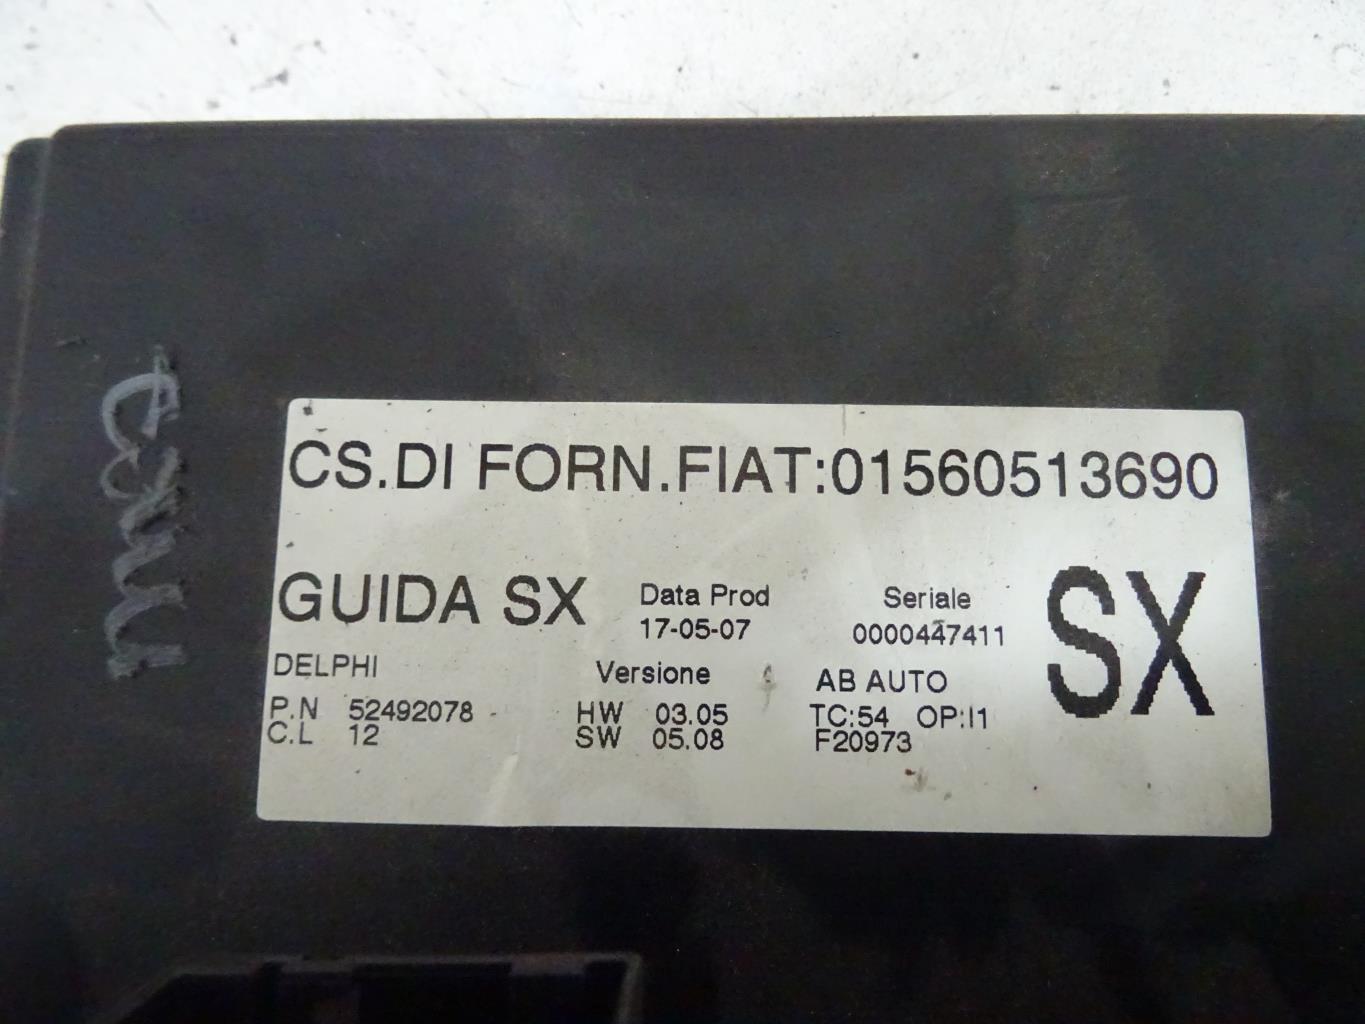 CS.DI FORN.FIAT:01560513690
GUIDA SX
Data Prod
17-05-07
Seriale
0000447411
SX
DELPHI
P.N 52492078
C.L 12
Versione
HW 03.05
SW 05.08
AB AUTO
TC:54 OP:I1
F20973